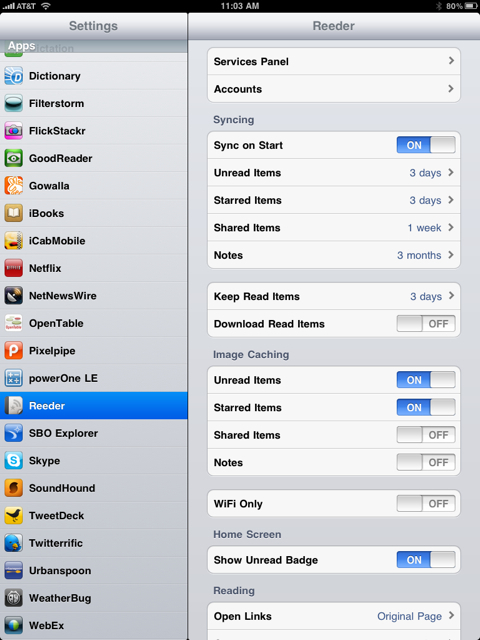 AT&T 11:03 AM 80%
Settings
Apps
Dictionary
Filterstorm
FlickStackr
GoodReader
Gowalla
iBooks
iCabMobile
Netflix
NetNewsWire
OpenTable
Pixelpipe
powerOne LE
Reeder
SBO Explorer
Skype
SoundHound
TweetDeck
Twitterrific
Urbanspoon
WeatherBug
WebEx
Reeder
Services Panel
Accounts
Syncing
Sync on Start ON
Unread Items 3 days
Starred Items 3 days
Shared Items 1 week
Notes 3 months
Keep Read Items 3 days
Download Read Items OFF
Image Caching
Unread Items ON
Starred Items ON
Shared Items OFF
Notes OFF
WiFi Only OFF
Home Screen
Show Unread Badge ON
Reading
Open Links Original Page